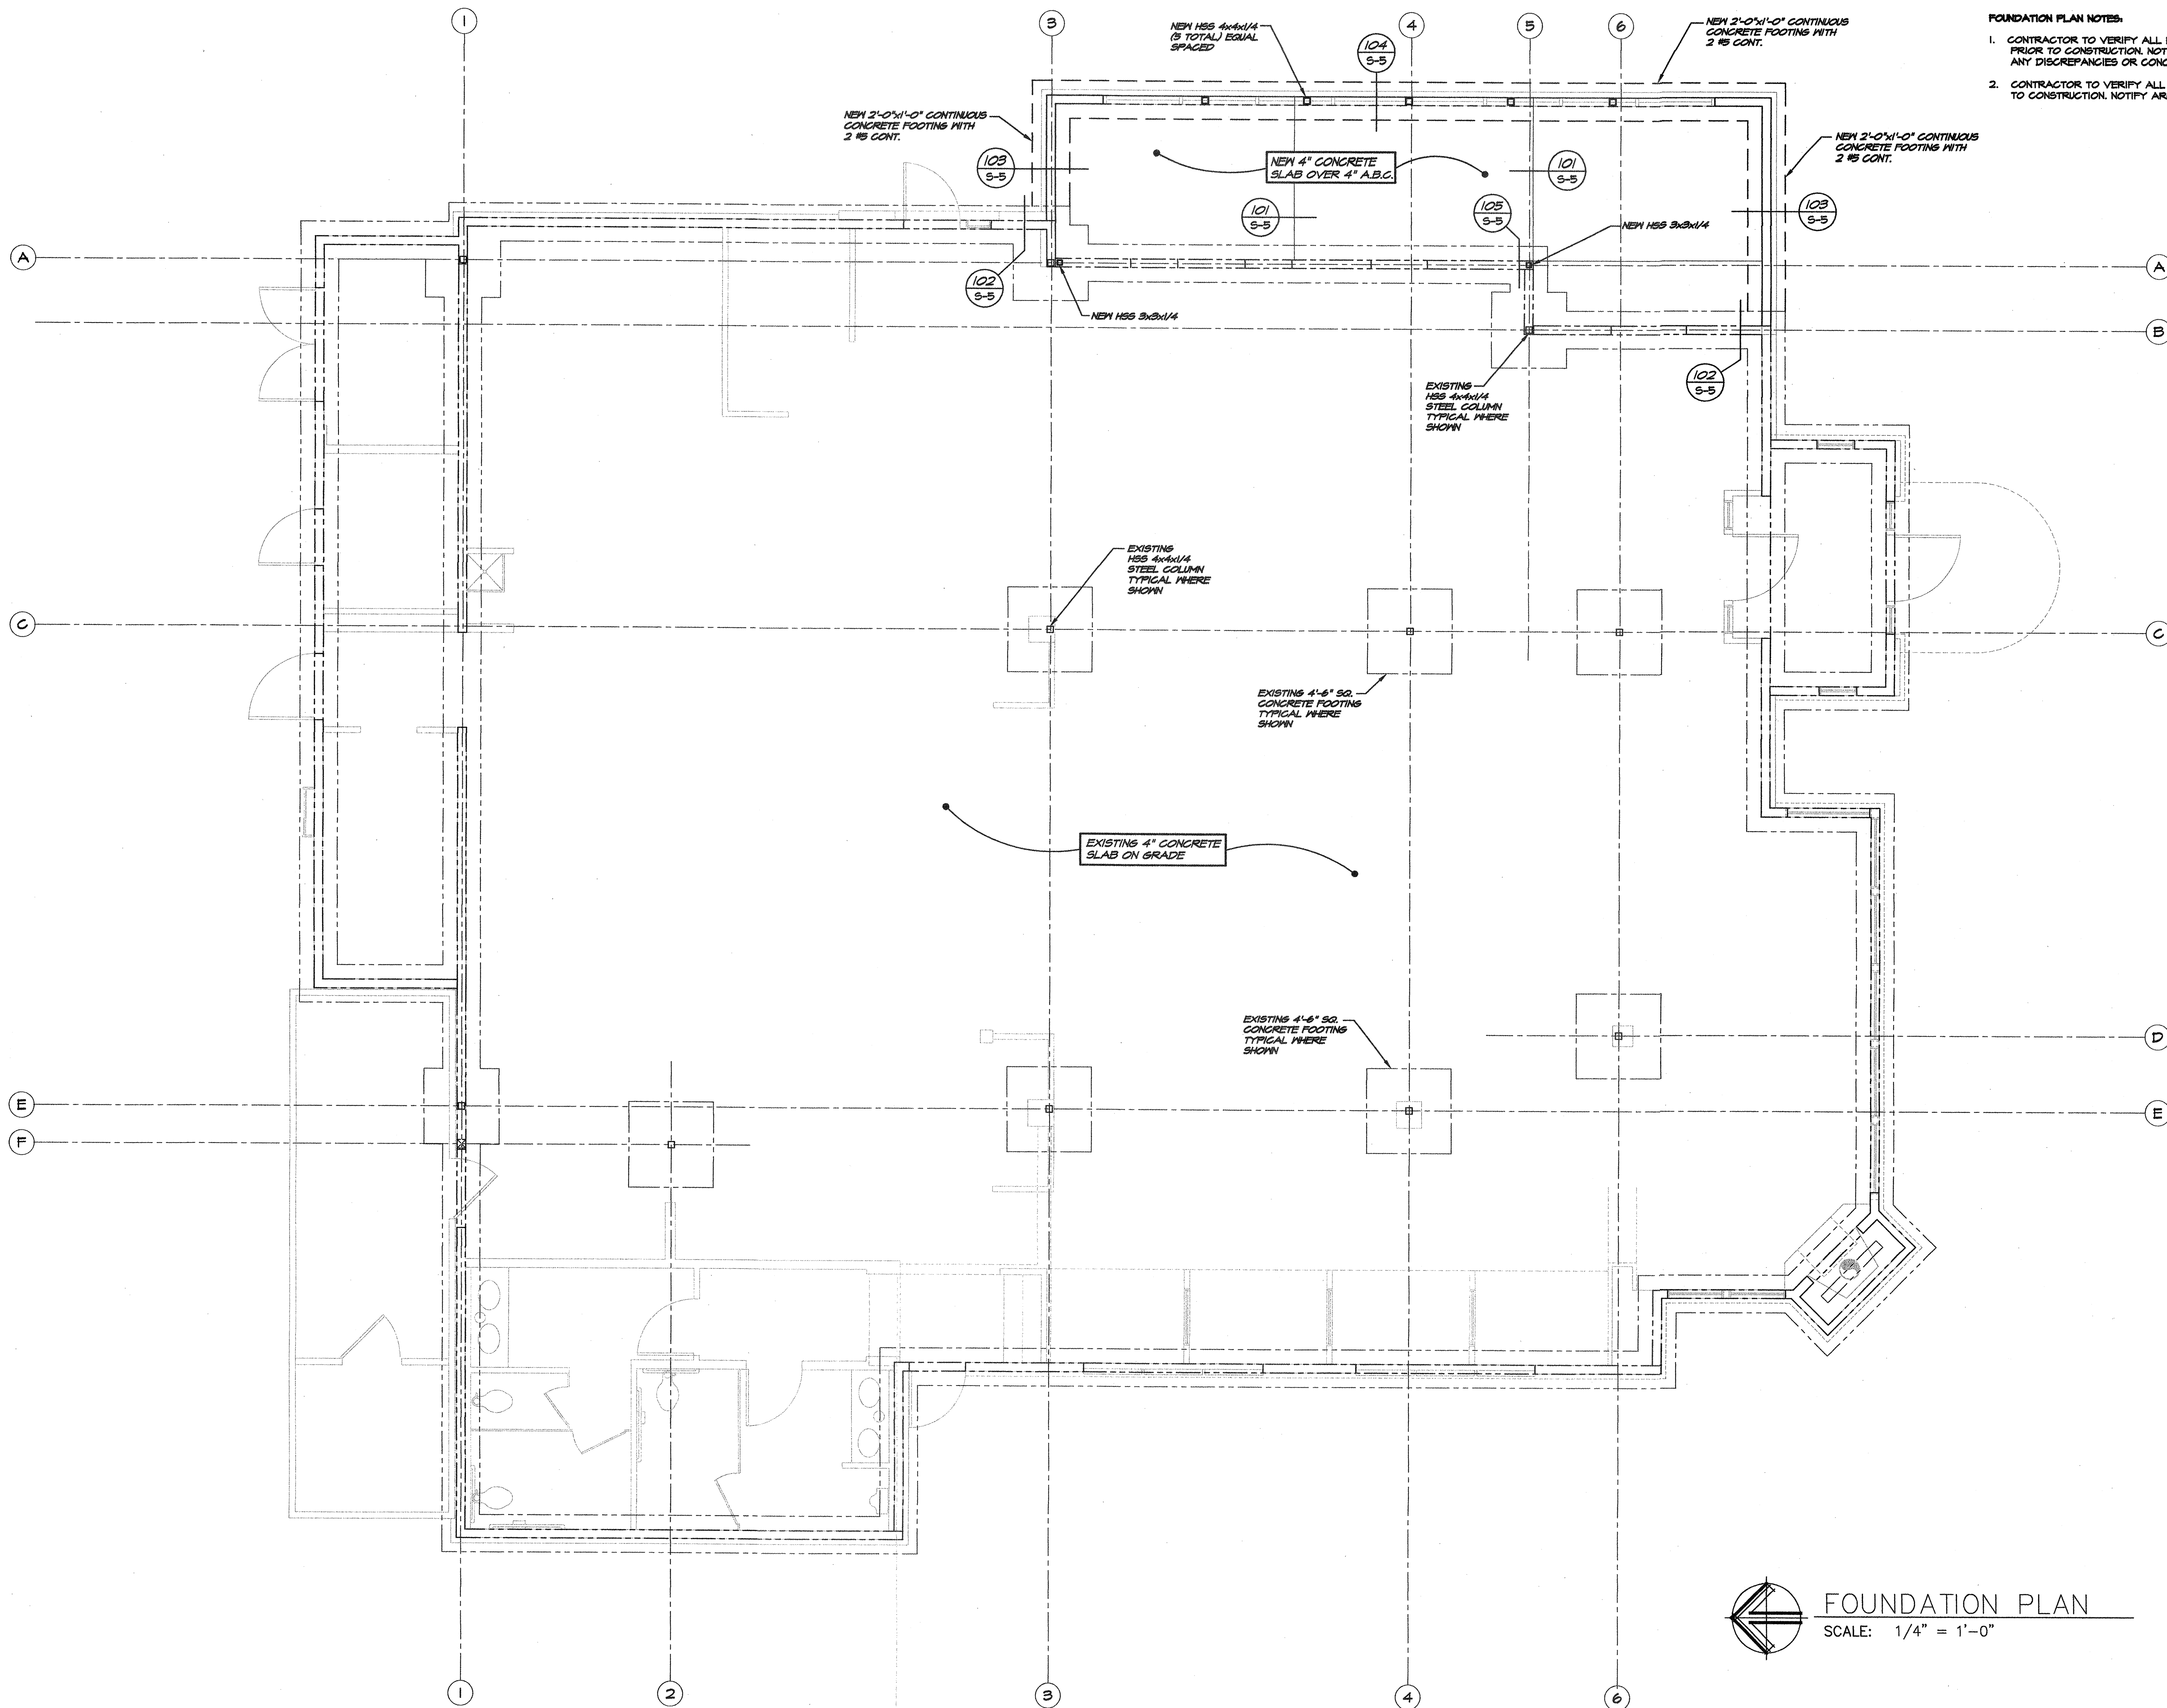 1
3
4
5
6
NEW HSS 4x4x1/4
(5 TOTAL) EQUAL
SPACED
104
S-5
NEW 2'-0"x1'-0" CONTINUOUS
CONCRETE FOOTING WITH
2 #5 CONT.
FOUNDATION PLAN NOTES:
1. CONTRACTOR TO VERIFY ALL
PRIOR TO CONSTRUCTION. NOT
ANY DISCREPANCIES OR CONC
2. CONTRACTOR TO VERIFY ALL
TO CONSTRUCTION. NOTIFY AR
NEW 2'-0"x1'-0" CONTINUOUS
CONCRETE FOOTING WITH
2 #5 CONT.
NEW 2'-0"x1'-0" CONTINUOUS
CONCRETE FOOTING WITH
2 #5 CONT.
103
S-5
NEW 4" CONCRETE
SLAB OVER 4" A.B.C.
101
S-5
101
S-5
105
S-5
103
S-5
NEW HSS 3x3x1/4
A
A
102
S-5
NEW HSS 3x3x1/4
B
102
S-5
EXISTING
HSS 4x4x1/4
STEEL COLUMN
TYPICAL WHERE
SHOWN
EXISTING
HSS 4x4x1/4
STEEL COLUMN
TYPICAL WHERE
SHOWN
C
C
EXISTING 4'-6" SQ.
CONCRETE FOOTING
TYPICAL WHERE
SHOWN
EXISTING 4" CONCRETE
SLAB ON GRADE
EXISTING 4'-6" SQ.
CONCRETE FOOTING
TYPICAL WHERE
SHOWN
D
E
E
F
FOUNDATION PLAN
SCALE: 1/4" = 1'-0"
1
2
3
4
6